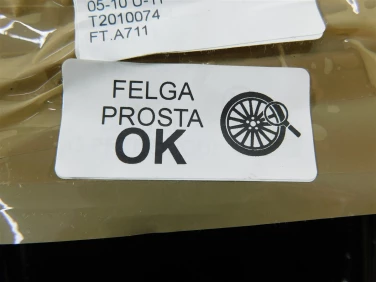 T2010074
FT.A711
FELGA
PROSTA
OK